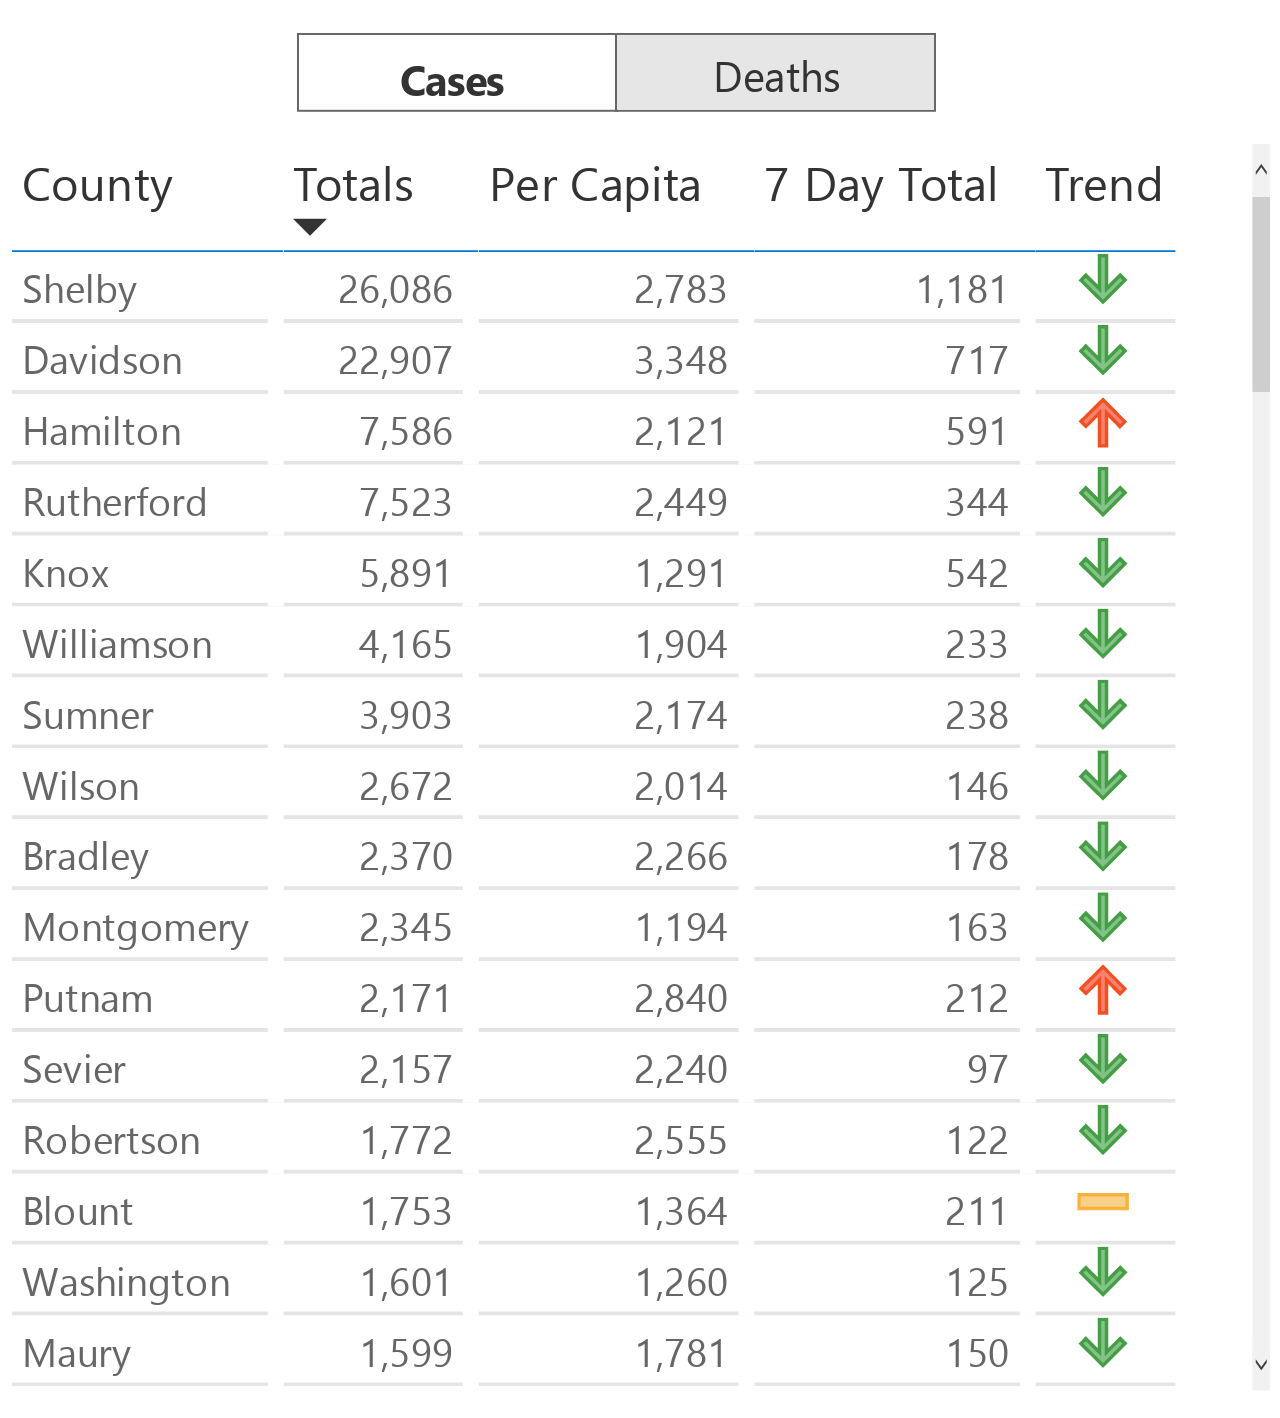 Cases Deaths
County Totals Per Capita 7 Day Total Trend
Shelby 26,086 2,783 1,181
Davidson 22,907 3,348 717
Hamilton 7,586 2,121 591
Rutherford 7,523 2,449 344
Knox 5,891 1,291 542
Williamson 4,165 1,904 233
Sumner 3,903 2,174 238
Wilson 2,672 2,014 146
Bradley 2,370 2,266 178
Montgomery 2,345 1,194 163
Putnam 2,171 2,840 212
Sevier 2,157 2,240 97
Robertson 1,772 2,555 122
Blount 1,753 1,364 211
Washington 1,601 1,260 125
Maury 1,599 1,781 150